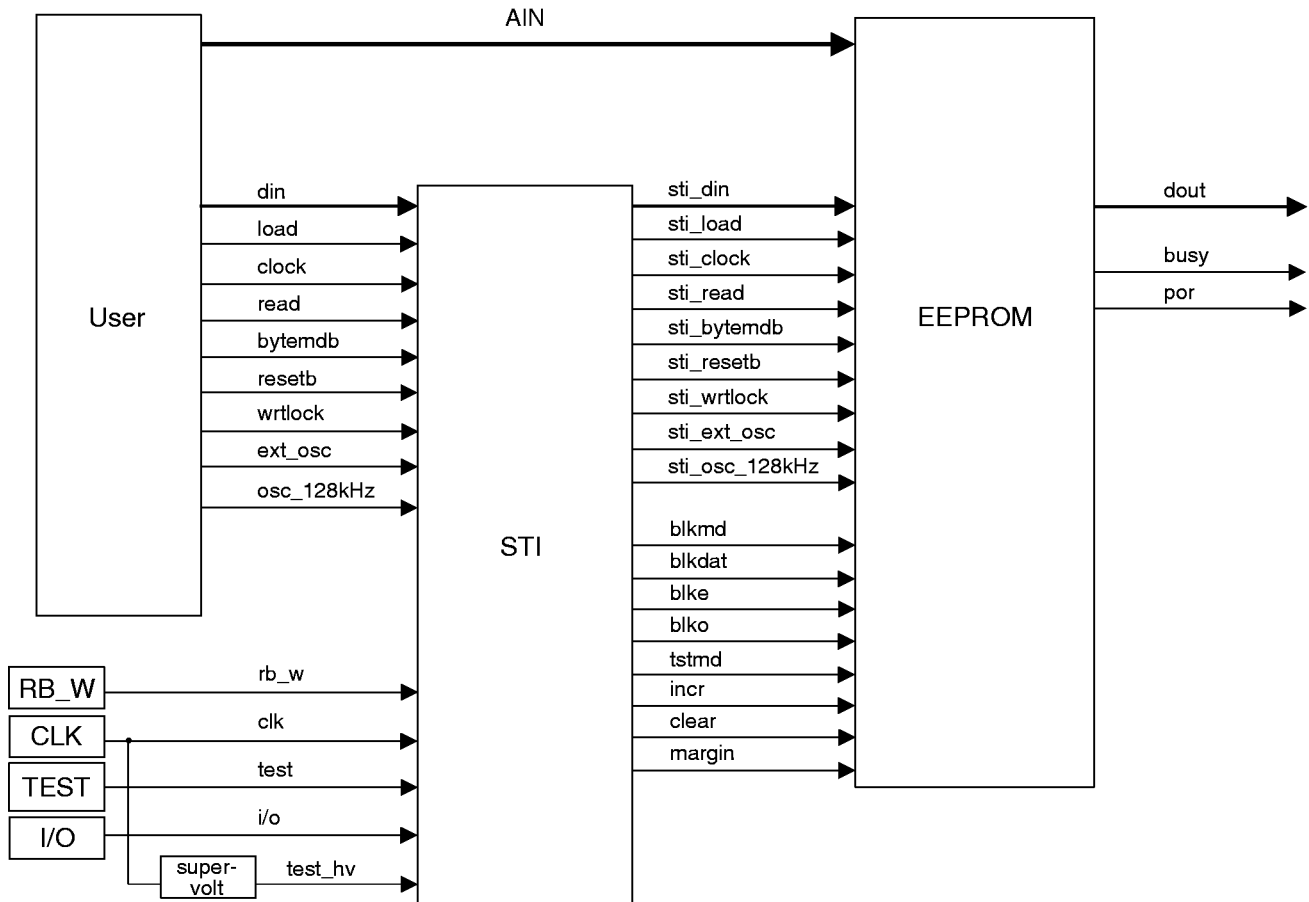 AIN
din
load
clock
read
bytemdb
resetb
wrtlock
ext_osc
osc_128kHz
User
STI
sti_din
sti_load
sti_clock
sti_read
sti_bytemdb
sti_resetb
sti_wrtlock
sti_ext_osc
sti_osc_128kHz
blkmd
blkdat
blke
blko
tstmd
incr
clear
margin
EEPROM
dout
busy
por
RB_W
rb_w
CLK
clk
TEST
test
I/O
i/o
super-
volt
test_hv